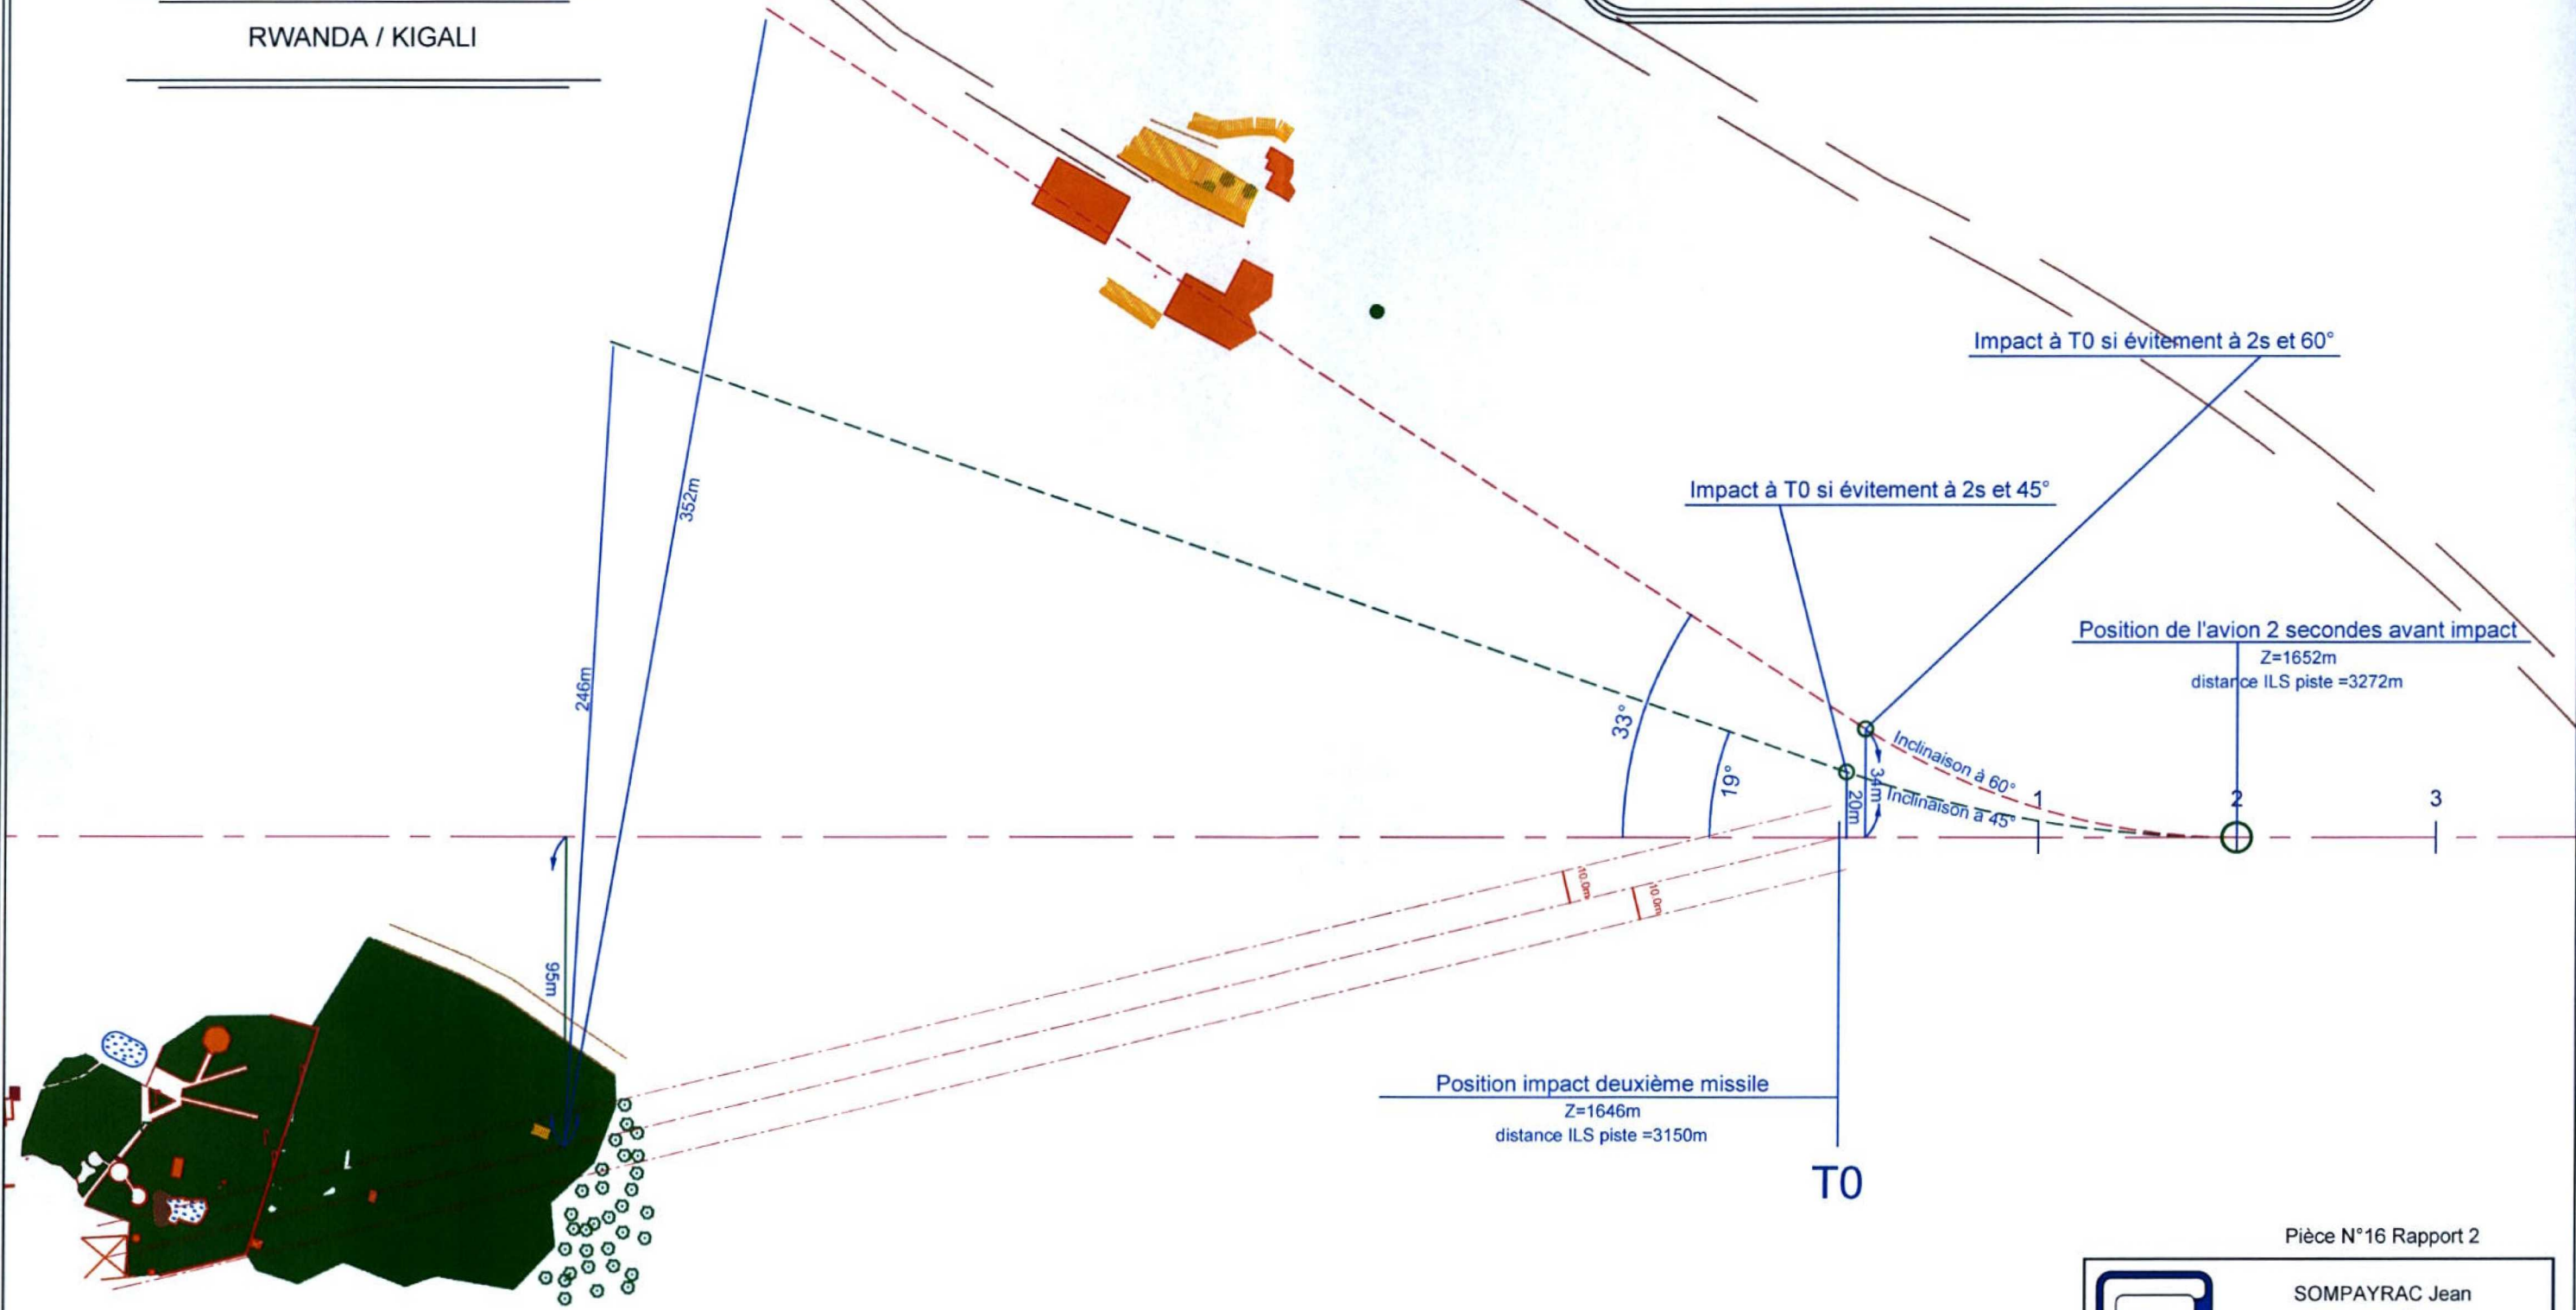 RWANDA / KIGALI
Impact à T0 si évitement à 2s et 60°
Impact à T0 si évitement à 2s et 45°
352m
Position de l'avion 2 secondes avant impact
Z=1652m
distance ILS piste =3272m
246m
33°
19°
Inclinaison à 60°
34m
20m
Inclinaison à 45°
1
2
3
10.0m
10.0m
95m
Position impact deuxième missile
Z=1646m
distance ILS piste =3150m
T0
Pièce N°16 Rapport 2
SOMPAYRAC Jean